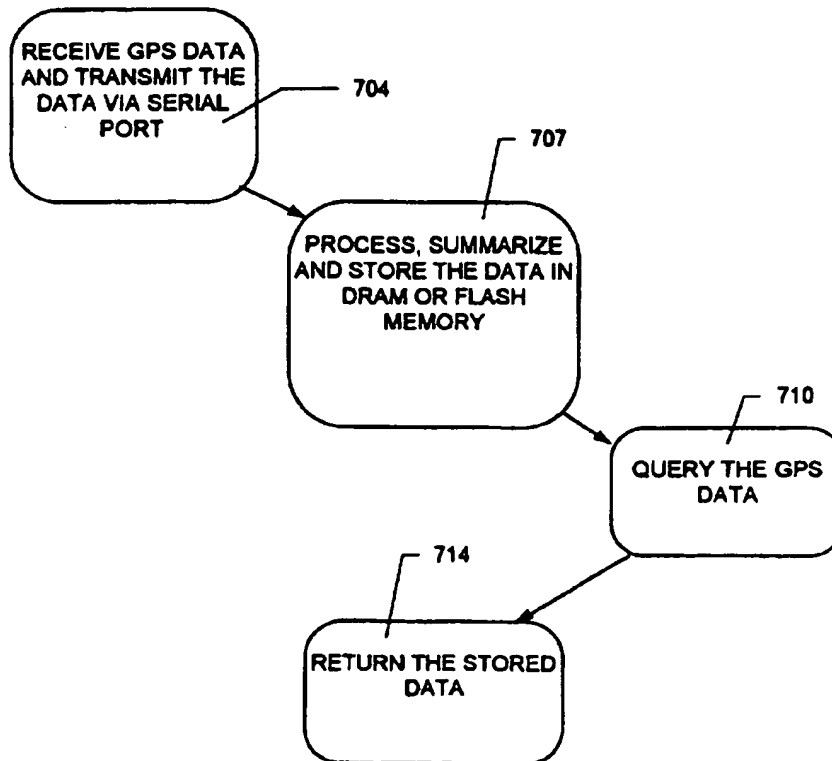 RECEIVE GPS DATA
AND TRANSMIT THE
DATA VIA SERIAL
PORT
704
707
PROCESS, SUMMARIZE
AND STORE THE DATA IN
DRAM OR FLASH
MEMORY
710
QUERY THE GPS
DATA
714
RETURN THE STORED
DATA